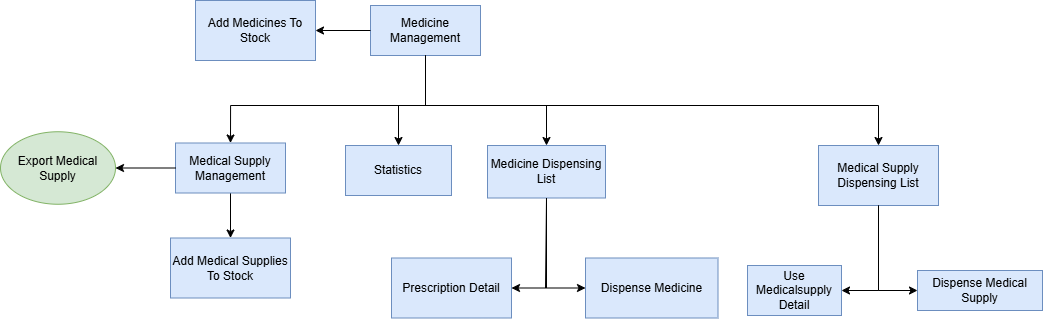 Add Medicines To
Stock
Medicine
Management
Export Medical
Supply
Medical Supply
Management
Statistics
Medicine Dispensing
List
Medical Supply
Dispensing List
Add Medical Supplies
To Stock
Prescription Detail
Dispense Medicine
Use
Medicalsupply
Detail
Dispense Medical
Supply